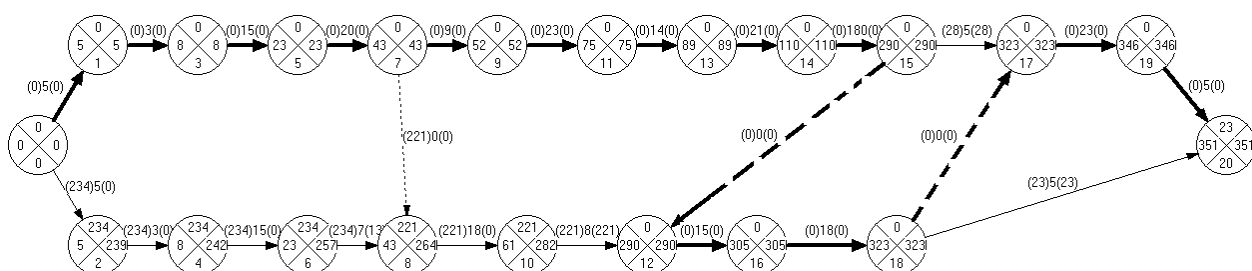 0 0 0 0 0 0 0 0 0 0 0
(0)3(0) (0)15(0) (0)20(0) (0)9(0) (0)23(0) (0)14(0) (0)21(0) (0)180(0) (28)5(28) (0)23(0)
5 5 8 8 23 23 43 43 52 52 75 75 89 89 110 110 290 290 323 323 346 346
1 3 5 7 9 11 13 14 15 17 19
(0)5(0) (0)5(0)
0 23
(221)0(0) (0)0(0) (0)0(0)
0 0 351 351
0 20
(234)5(0) (23)5(23)
234 234 234 221 221 0 0 0
(234)3(0) (234)15(0) (234)7(13) (221)18(0) (221)8(221) (0)15(0) (0)18(0)
5 239 8 242 23 257 43 264 61 282 290 290 305 305 323 323
2 4 6 8 10 12 16 18